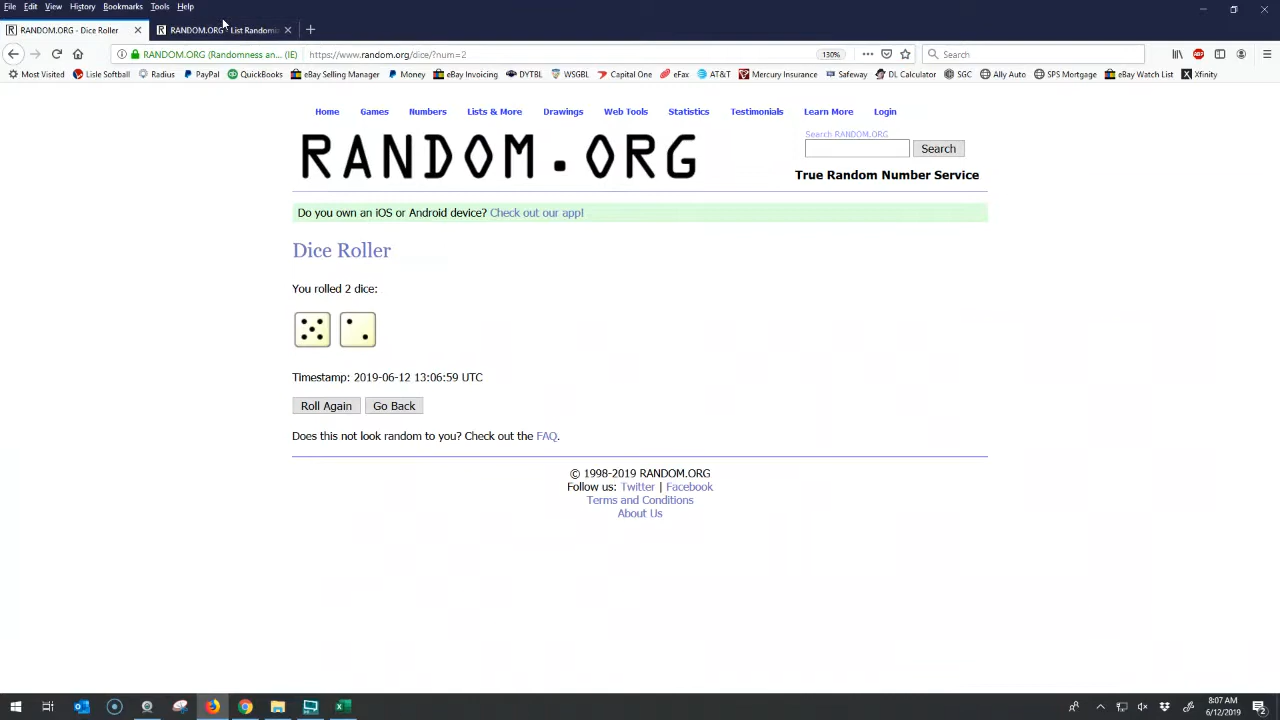 File Edit View History Bookmarks Tools Help
RANDOM.ORG - Dice Roller
RANDOM.ORG - List Randomi
RANDOM.ORG (Randomness an... (IE)
https://www.random.org/dice/?num=2
130%
Search
Most Visited Lisle Softball Radius PayPal QuickBooks eBay Selling Manager Money eBay Invoicing DYTBL WSGBL Capital One eFax AT&T Mercury Insurance Safeway DL Calculator SGC Ally Auto SPS Mortgage eBay Watch List Xfinity
Home Games Numbers Lists & More Drawings Web Tools Statistics Testimonials Learn More Login
RANDOM.ORG
Search RANDOM.ORG
Search
True Random Number Service
Do you own an iOS or Android device? Check out our app!
Dice Roller
You rolled 2 dice:
Timestamp: 2019-06-12 13:06:59 UTC
Roll Again Go Back
Does this not look random to you? Check out the FAQ.
© 1998-2019 RANDOM.ORG
Follow us: Twitter | Facebook
Terms and Conditions
About Us
8:07 AM
6/12/2019